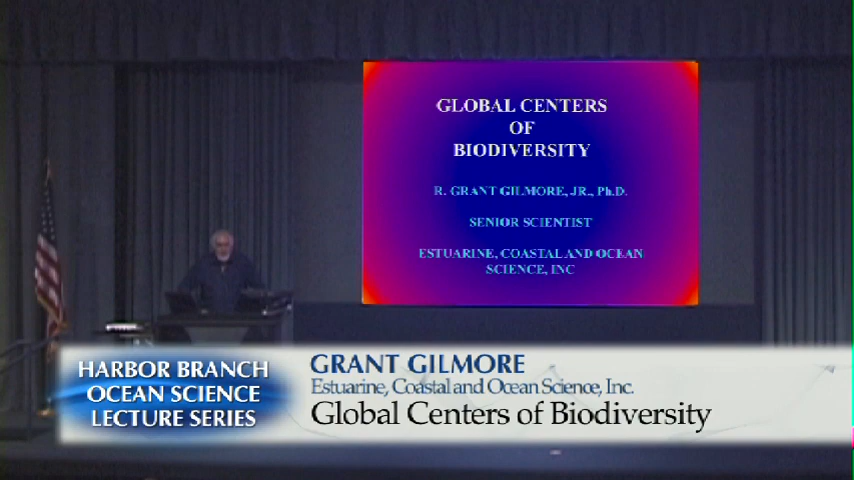 GLOBAL CENTERS
OF
BIODIVERSITY
R. GRANT GILMORE, JR., Ph.D.
SENIOR SCIENTIST
ESTUARINE, COASTAL AND OCEAN
SCIENCE, INC
HARBOR BRANCH
OCEAN SCIENCE
LECTURE SERIES
GRANT GILMORE
Estuarine, Coastal and Ocean Science, Inc.
Global Centers of Biodiversity